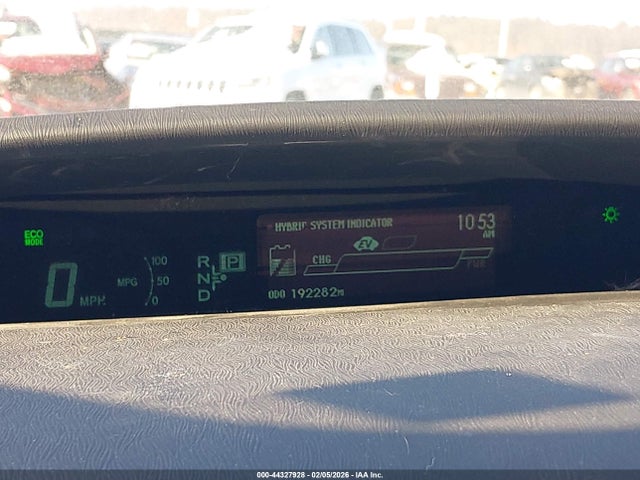 HYBRID SYSTEM INDICATOR 10:53 AM
ECO MODE
EV
CHG PWR
0 MPH
MPG 100 50 0
R N D P
ODO 192282mi
000-44327928 - 02/05/2026 - IAA Inc.